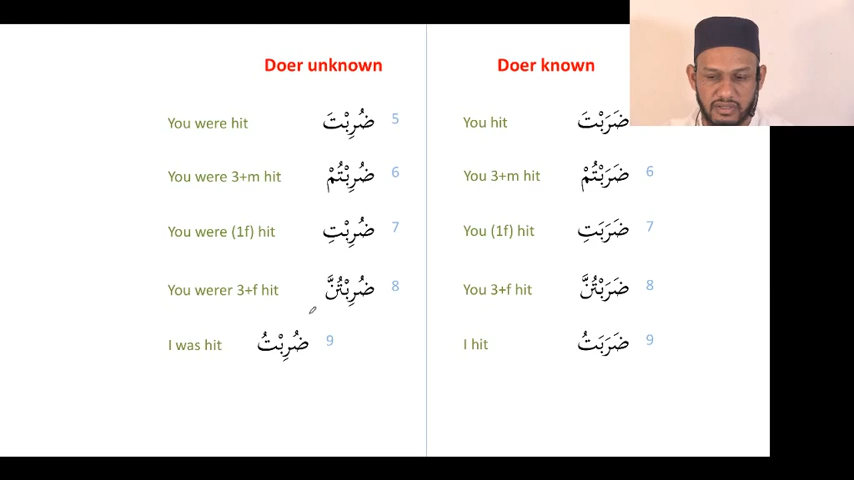 Doer unknown Doer known
You were hit ضُرِبْتَ 5 You hit ضَرَبْتَ
You were 3+m hit ضُرِبْتُمْ 6 You 3+m hit ضَرَبْتُمْ 6
You were (1f) hit ضُرِبْتِ 7 You (1f) hit ضَرَبَتِ 7
You werer 3+f hit ضُرِبْتُنَّ 8 You 3+f hit ضَرَبْتُنَّ 8
I was hit ضُرِبْتُ 9 I hit ضَرَبَتُ 9